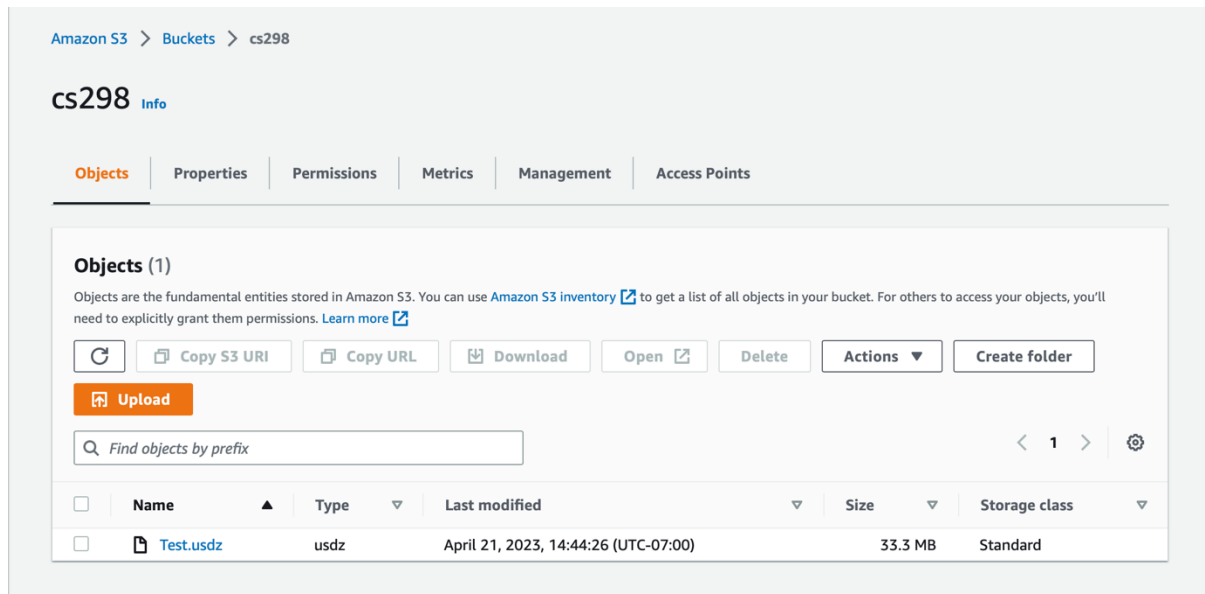 Amazon S3 > Buckets > cs298
cs298 Info
Objects Properties Permissions Metrics Management Access Points
Objects (1)
Objects are the fundamental entities stored in Amazon S3. You can use Amazon S3 inventory to get a list of all objects in your bucket. For others to access your objects, you'll
need to explicitly grant them permissions. Learn more
Copy S3 URI Copy URL Download Open Delete Actions Create folder
Upload
Find objects by prefix
1
Name Type Last modified Size Storage class
Test.usdz usdz April 21, 2023, 14:44:26 (UTC-07:00) 33.3 MB Standard